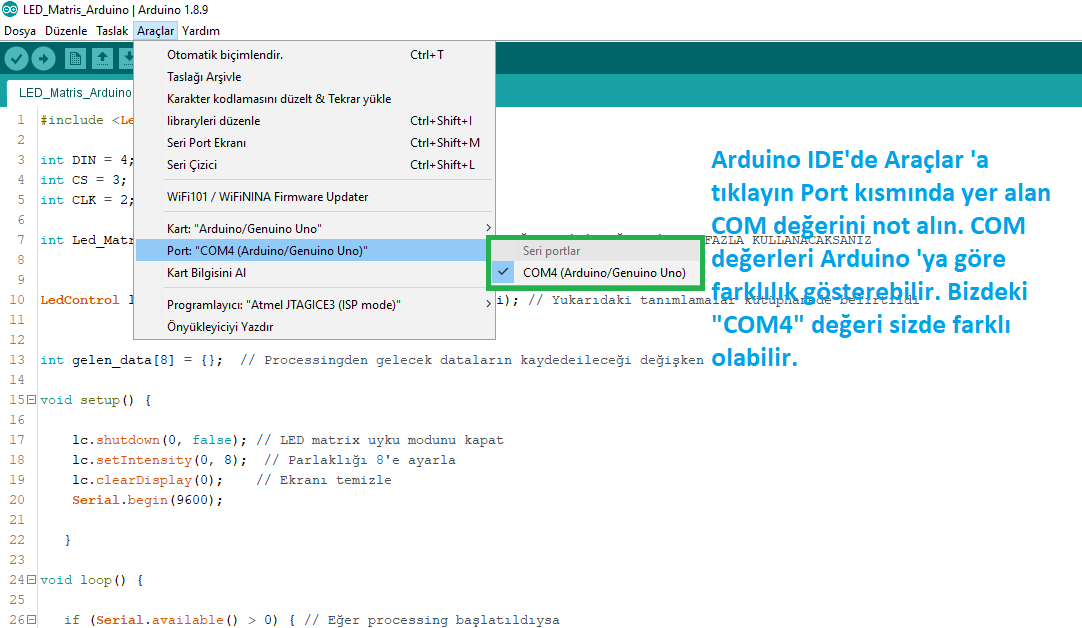 LED_Matris_Arduino | Arduino 1.8.9
Dosya Düzenle Taslak Araçlar Yardım
LED_Matris_Arduino
Otomatik biçimlendir. Ctrl+T
Taslağı Arşivle
Karakter kodlamasını düzelt & Tekrar yükle
libraryleri düzenle Ctrl+Shift+I
Seri Port Ekranı Ctrl+Shift+M
Seri Çizici Ctrl+Shift+L
WiFi101 / WiFiNINA Firmware Updater
Kart: "Arduino/Genuino Uno"
Port: "COM4 (Arduino/Genuino Uno)"
Kart Bilgisini Al
Programlayıcı: "Atmel JTAGICE3 (ISP mode)"
Önyükleyiciyi Yazdır
Seri portlar
COM4 (Arduino/Genuino Uno)
Arduino IDE'de Araçlar 'a
tıklayın Port kısmında yer alan
COM değerini not alın. COM
değerleri Arduino 'ya göre
farklılık gösterebilir. Bizdeki
"COM4" değeri sizde farklı
olabilir.
1 #include <Le
2
3 int DIN = 4;
4 int CS = 3;
5 int CLK = 2;
6
7 int Led_Matr FAZLA KULLANACAKSANIZ
8
9
10 LedControl l i); // Yukarıdaki tanımlamalar kütüphanede belirtildi
11
12
13 int gelen_data[8] = {}; // Processingden gelecek dataların kaydedeileceği değişken
14
15 void setup() {
16
17 lc.shutdown(0, false); // LED matrix uyku modunu kapat
18 lc.setIntensity(0, 8); // Parlaklığı 8'e ayarla
19 lc.clearDisplay(0); // Ekranı temizle
20 Serial.begin(9600);
21
22 }
23
24 void loop() {
25
26 if (Serial.available() > 0) { // Eğer processing başlatıldıysa